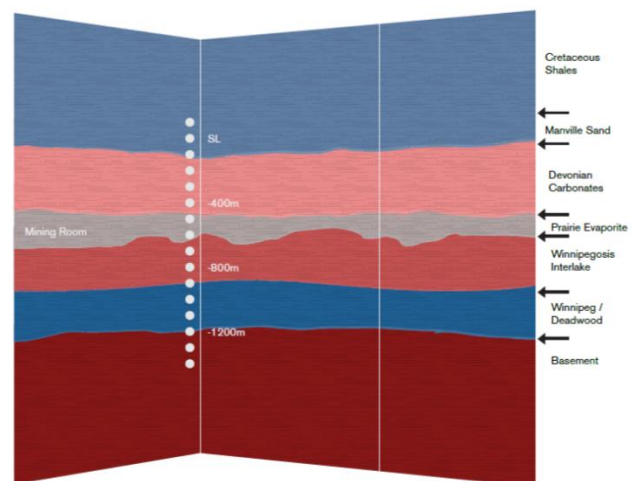 Cretaceous
Shales
SL
Manville Sand
Devonian
Carbonates
-400m
Prairie Evaporite
Mining Room
Winnipegosis
Interlake
-800m
Winnipeg /
Deadwood
-1200m
Basement